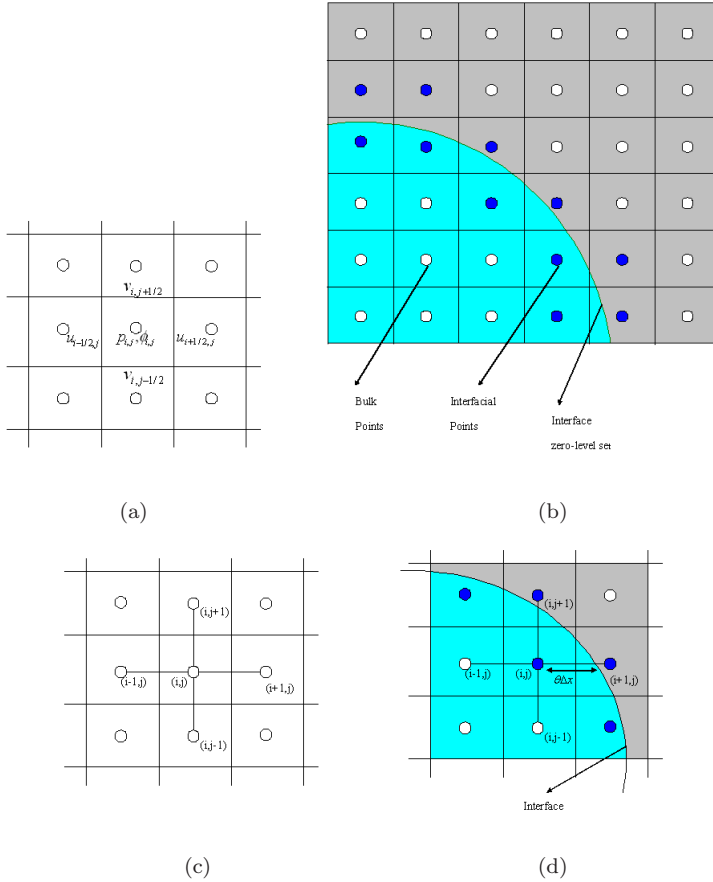 v_{i,j+1/2}
u_{i-1/2,j} p_{i,j},ϕ_{i,j} u_{i+1/2,j}
v_{i,j-1/2}
(a)
Bulk
Points
Interfacial
Points
Interface
zero-level set
(b)
(i,j+1)
(i-1,j) (i,j) (i+1,j)
(i,j-1)
(c)
(i,j+1)
(i-1,j) (i,j) θΔx (i+1,j)
(i,j-1)
Interface
(d)